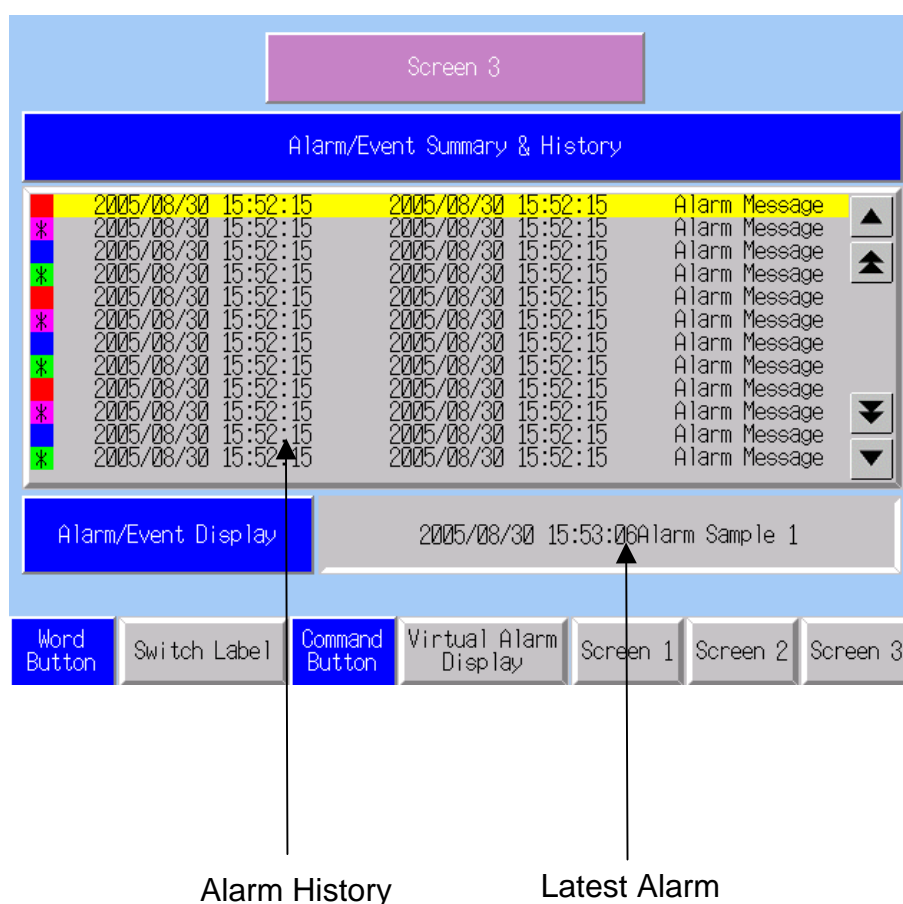 Screen 3
Alarm/Event Summary & History
2005/08/30 15:52:15 2005/08/30 15:52:15 Alarm Message
* 2005/08/30 15:52:15 2005/08/30 15:52:15 Alarm Message
2005/08/30 15:52:15 2005/08/30 15:52:15 Alarm Message
* 2005/08/30 15:52:15 2005/08/30 15:52:15 Alarm Message
2005/08/30 15:52:15 2005/08/30 15:52:15 Alarm Message
* 2005/08/30 15:52:15 2005/08/30 15:52:15 Alarm Message
2005/08/30 15:52:15 2005/08/30 15:52:15 Alarm Message
* 2005/08/30 15:52:15 2005/08/30 15:52:15 Alarm Message
2005/08/30 15:52:15 2005/08/30 15:52:15 Alarm Message
* 2005/08/30 15:52:15 2005/08/30 15:52:15 Alarm Message
2005/08/30 15:52:15 2005/08/30 15:52:15 Alarm Message
* 2005/08/30 15:52:15 2005/08/30 15:52:15 Alarm Message
Alarm/Event Display
2005/08/30 15:53:06Alarm Sample 1
Word
Button
Switch Label
Command
Button
Virtual Alarm
Display
Screen 1
Screen 2
Screen 3
Alarm History
Latest Alarm